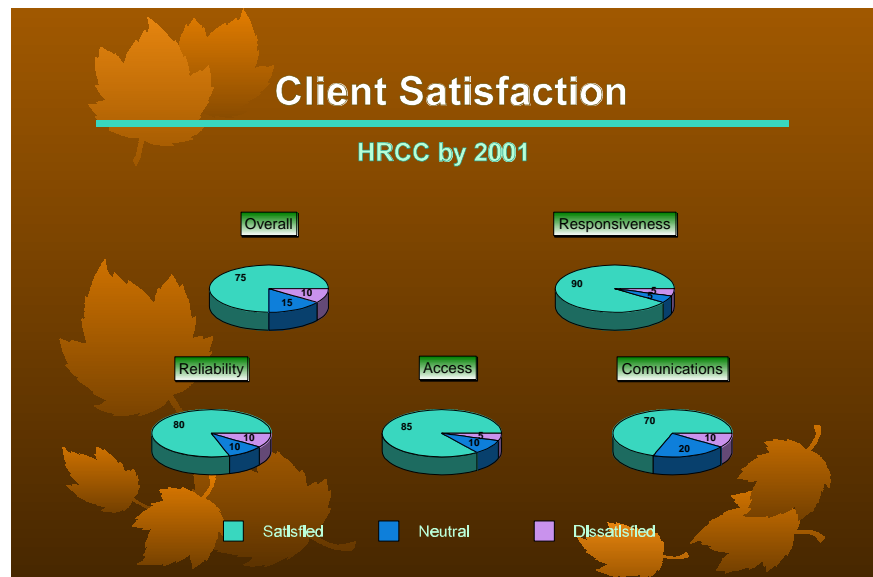 Client Satisfaction
HRCC by 2001
Overall
Responsiveness
75
10
15
90
5
5
Reliability
Access
Comunications
80
10
10
85
5
10
70
10
20
Satisfied
Neutral
Dissatisfied